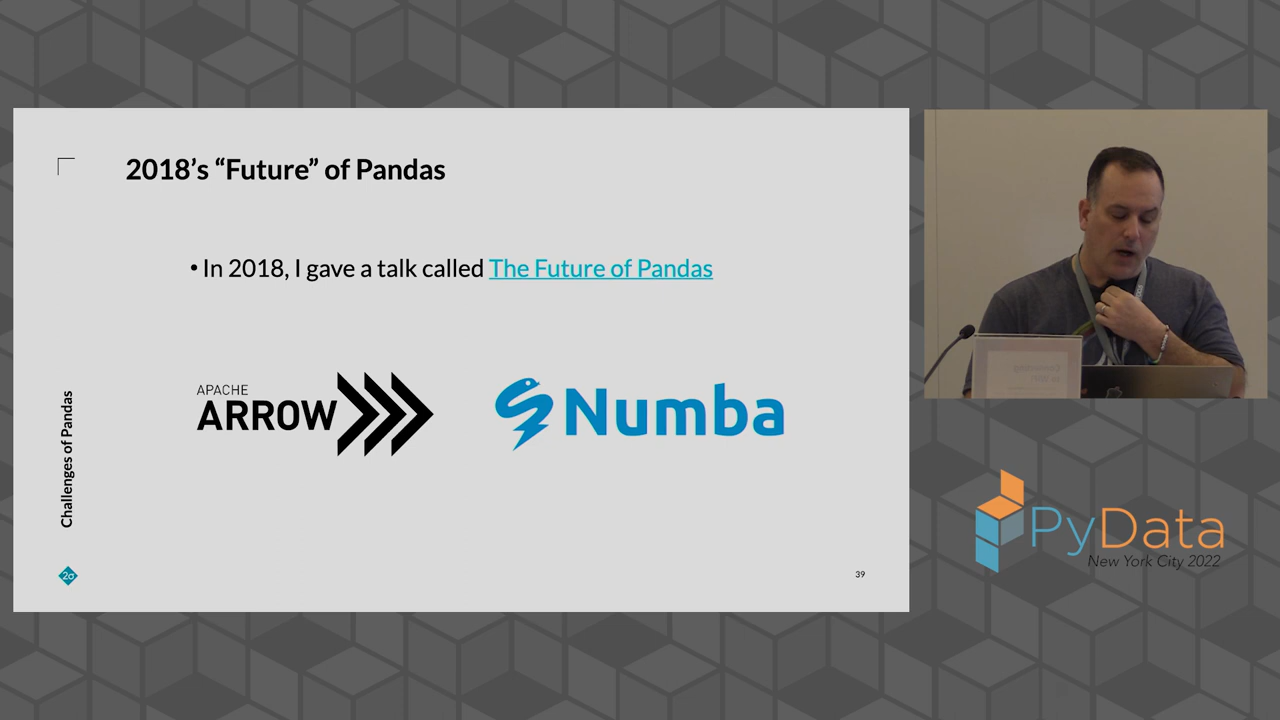 2018's “Future” of Pandas
• In 2018, I gave a talk called The Future of Pandas
APACHE
ARROW
Numba
Challenges of Pandas
2σ
39
PyData
New York City 2022